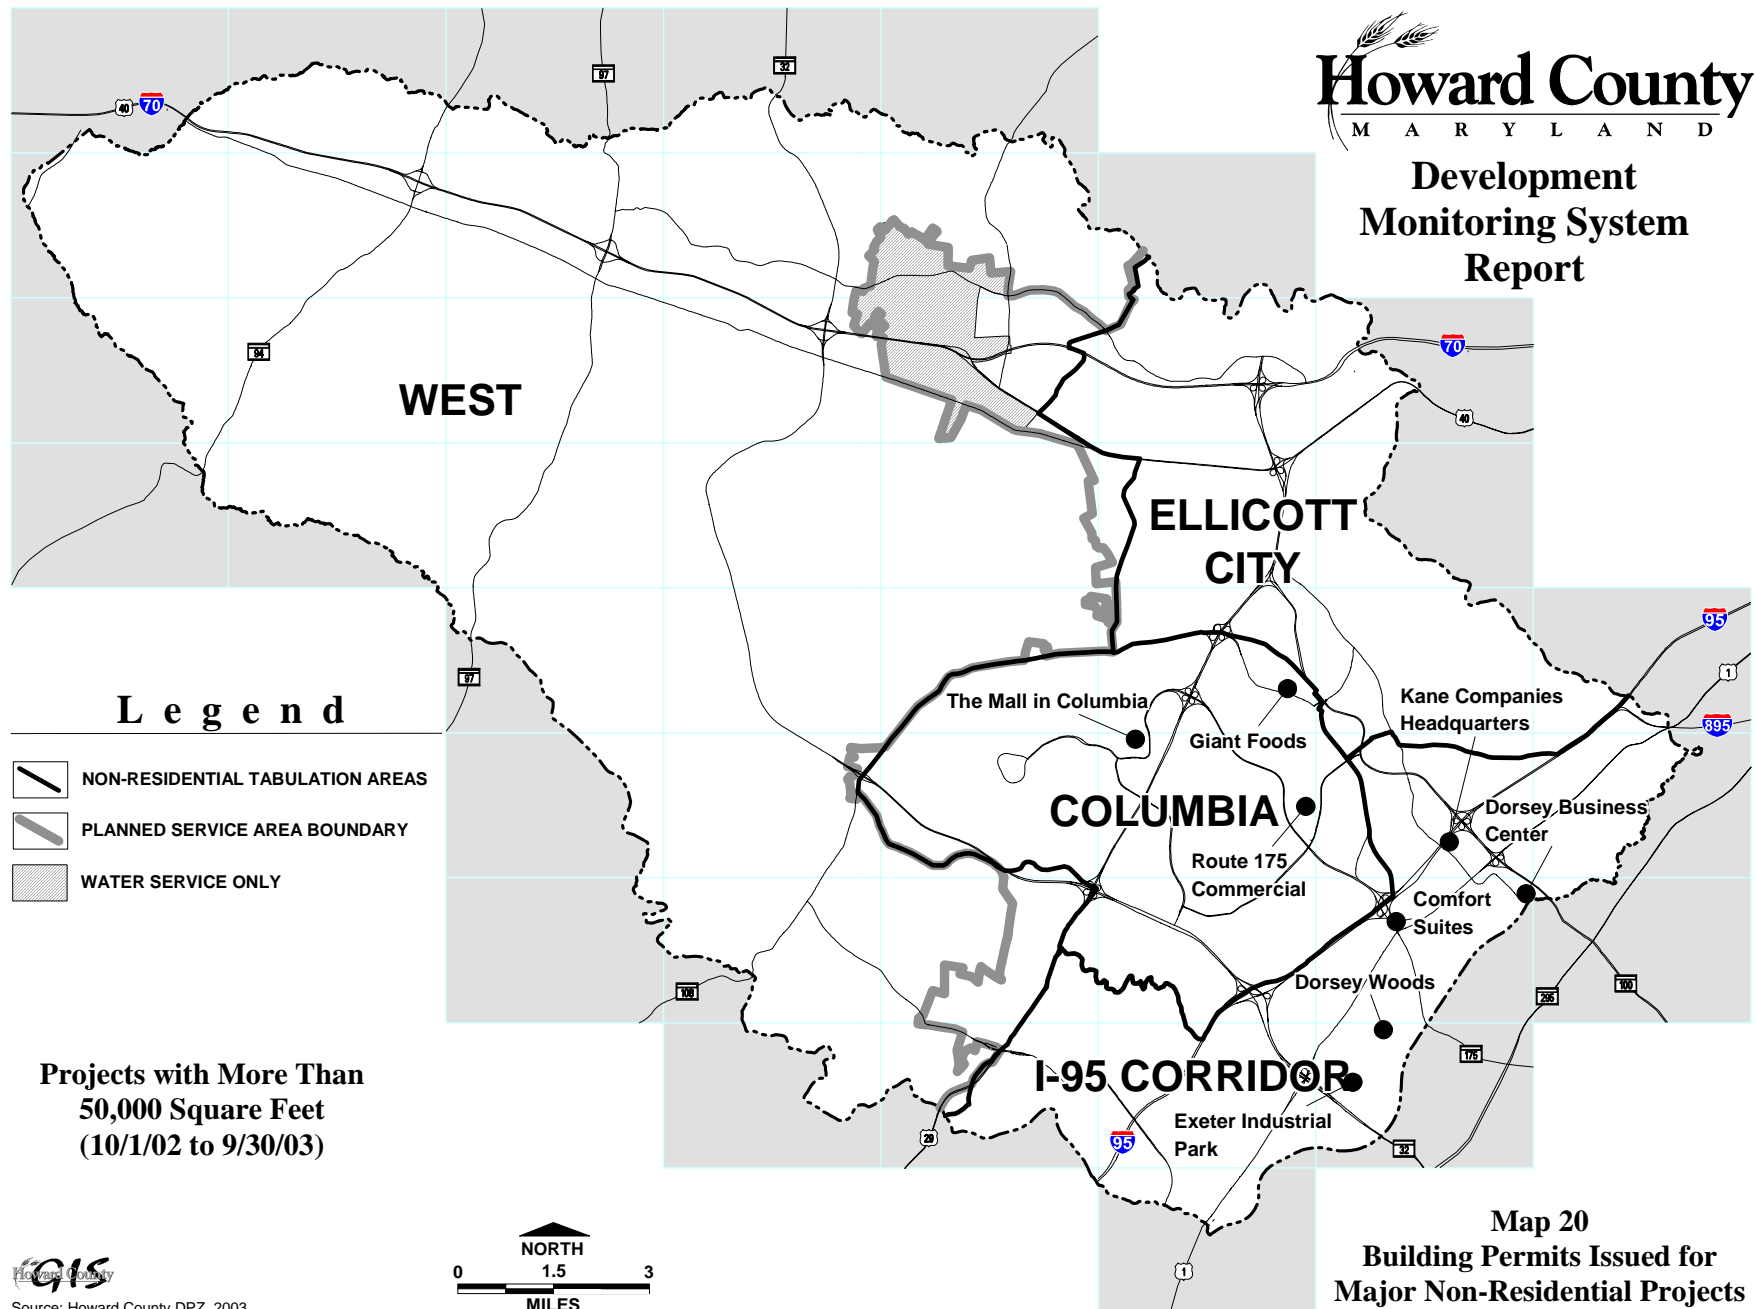 Howard County
M A R Y L A N D
Development
Monitoring System
Report
97
32
40
70
94
WEST
70
40
ELLICOTT
CITY
95
1
895
97
The Mall in Columbia
Giant Foods
Kane Companies
Headquarters
COLUMBIA
Route 175
Commercial
Dorsey Business
Center
Comfort
Suites
Dorsey Woods
108
100
295
175
I-95 CORRIDOR
Exeter Industrial
Park
29
95
32
1
Legend
NON-RESIDENTIAL TABULATION AREAS
PLANNED SERVICE AREA BOUNDARY
WATER SERVICE ONLY
Projects with More Than
50,000 Square Feet
(10/1/02 to 9/30/03)
GIS
Howard County
Source: Howard County DPZ, 2003
NORTH
0 1.5 3
MILES
Map 20
Building Permits Issued for
Major Non-Residential Projects